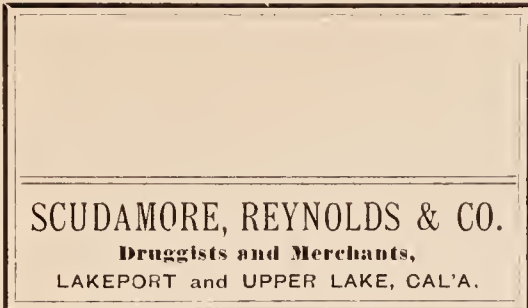 SCUDAMORE, REYNOLDS & CO.
Druggists and Merchants,
LAKEPORT and UPPER LAKE, CAL'A.